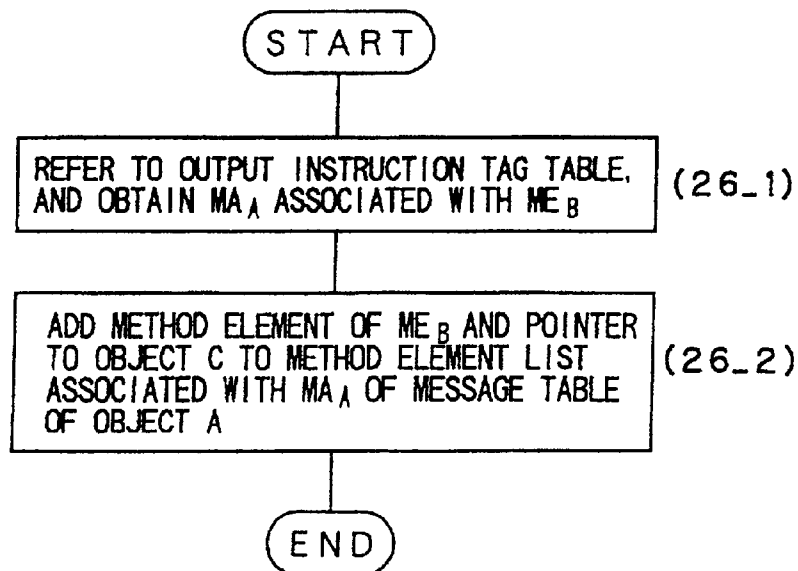 START
REFER TO OUTPUT INSTRUCTION TAG TABLE,
AND OBTAIN MA_A ASSOCIATED WITH ME_B
(26_1)
ADD METHOD ELEMENT OF ME_B AND POINTER
TO OBJECT C TO METHOD ELEMENT LIST
ASSOCIATED WITH MA_A OF MESSAGE TABLE
OF OBJECT A
(26_2)
END